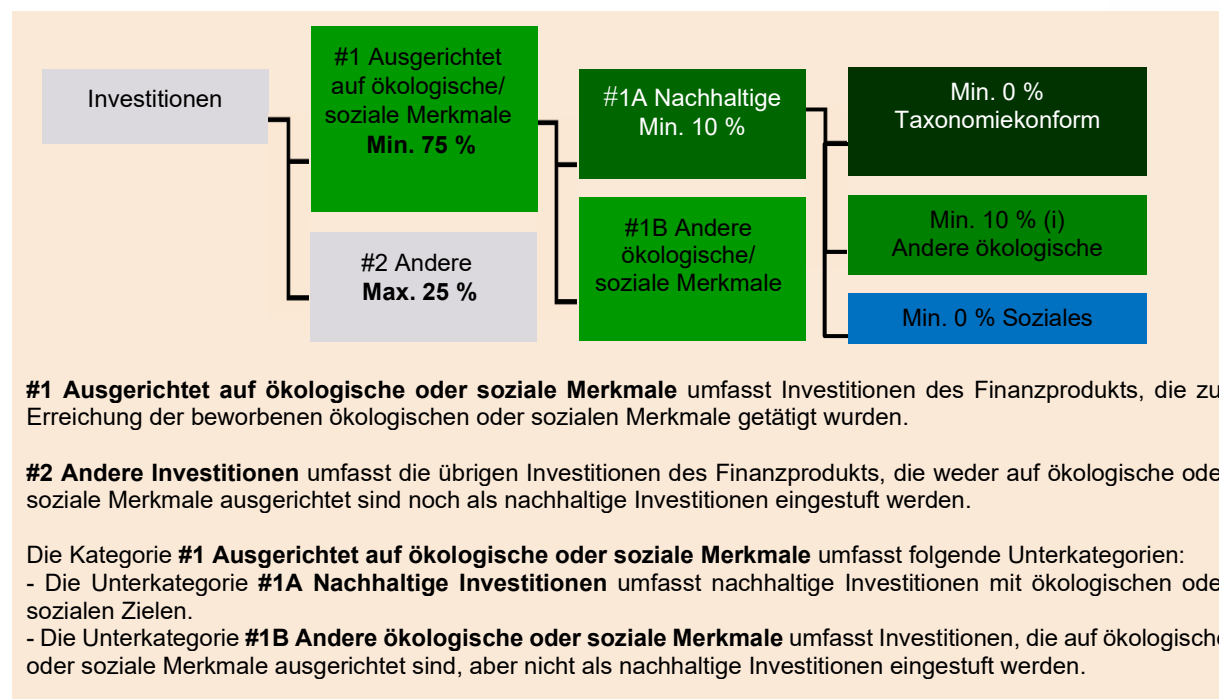 Investitionen
#1 Ausgerichtet
auf ökologische/
soziale Merkmale
Min. 75 %
#2 Andere
Max. 25 %
#1A Nachhaltige
Min. 10 %
#1B Andere
ökologische/
soziale Merkmale
Min. 0 %
Taxonomiekonform
Min. 10 % (i)
Andere ökologische
Min. 0 % Soziales
#1 Ausgerichtet auf ökologische oder soziale Merkmale umfasst Investitionen des Finanzprodukts, die zu
Erreichung der beworbenen ökologischen oder sozialen Merkmale getätigt wurden.
#2 Andere Investitionen umfasst die übrigen Investitionen des Finanzprodukts, die weder auf ökologische ode
soziale Merkmale ausgerichtet sind noch als nachhaltige Investitionen eingestuft werden.
Die Kategorie #1 Ausgerichtet auf ökologische oder soziale Merkmale umfasst folgende Unterkategorien:
- Die Unterkategorie #1A Nachhaltige Investitionen umfasst nachhaltige Investitionen mit ökologischen ode
sozialen Zielen.
- Die Unterkategorie #1B Andere ökologische oder soziale Merkmale umfasst Investitionen, die auf ökologische
oder soziale Merkmale ausgerichtet sind, aber nicht als nachhaltige Investitionen eingestuft werden.